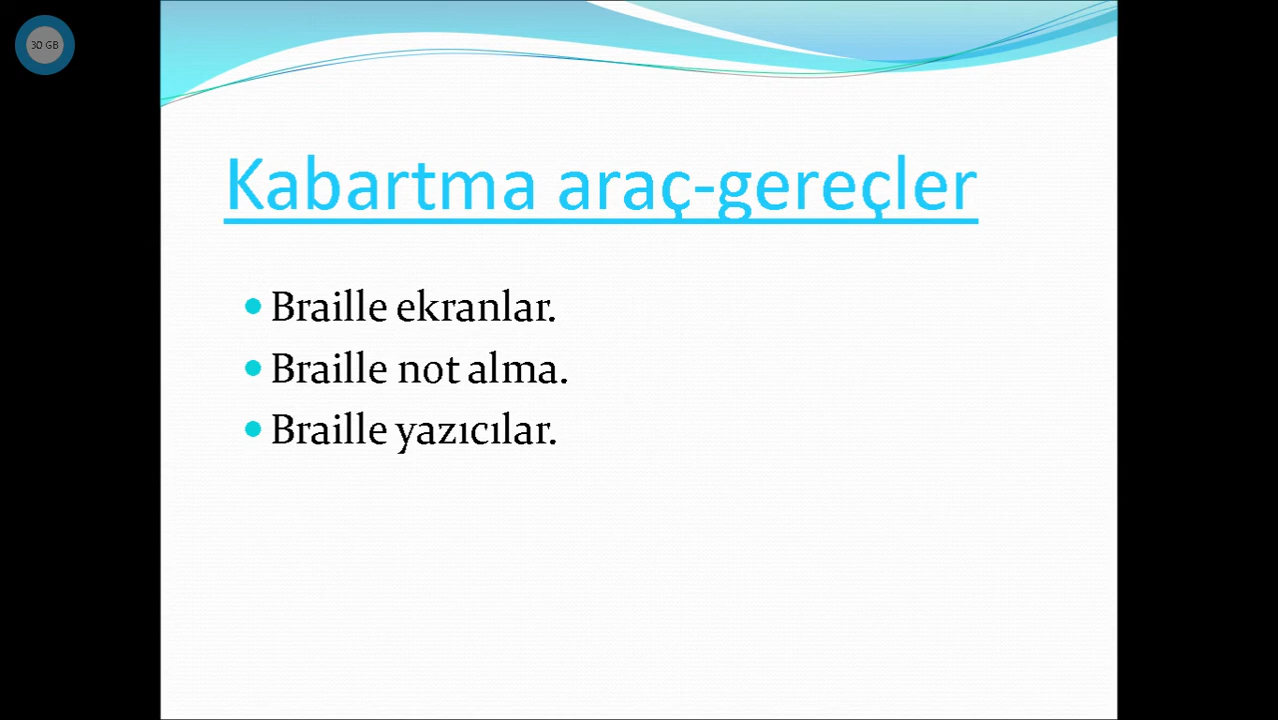 30 GB
Kabartma araç-gereçler
Braille ekranlar.
Braille not alma.
Braille yazıcılar.